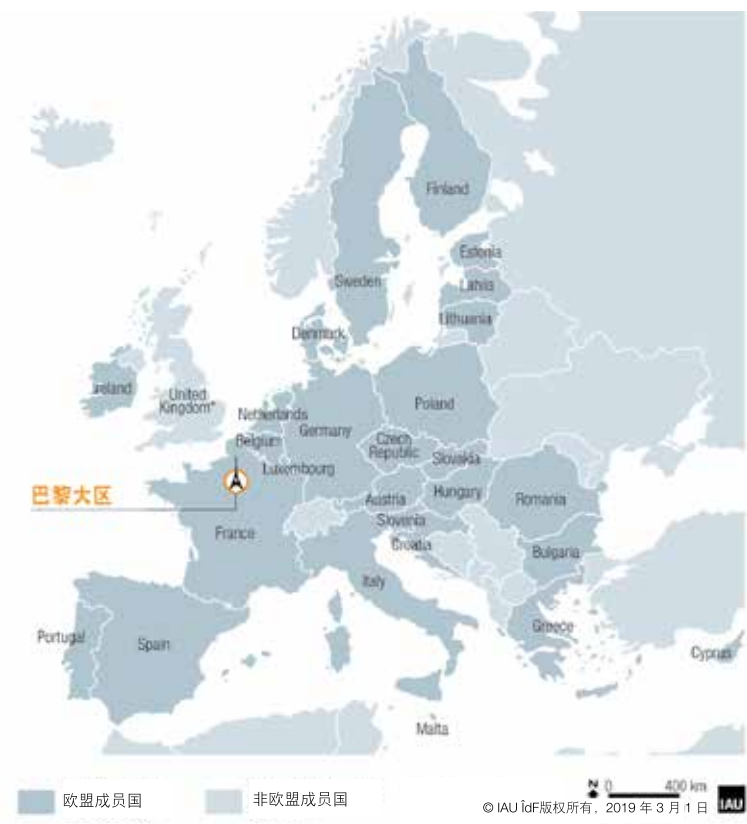 Finland
Estonia
Sweden
Latvia
Lithuania
Denmark
Ireland
United
Kingdom*
Netherlands
Poland
Belgium
Germany
Czech
Republic
Slovakia
Luxembourg
巴黎大区
Austria
Hungary
Romania
Slovenia
France
Croatia
Bulgaria
Italy
Greece
Portugal
Spain
Cyprus
Malta
欧盟成员国
非欧盟成员国
N 0 400 km
© IAU ÎdF版权所有，2019 年 3 月 1 日
IAU